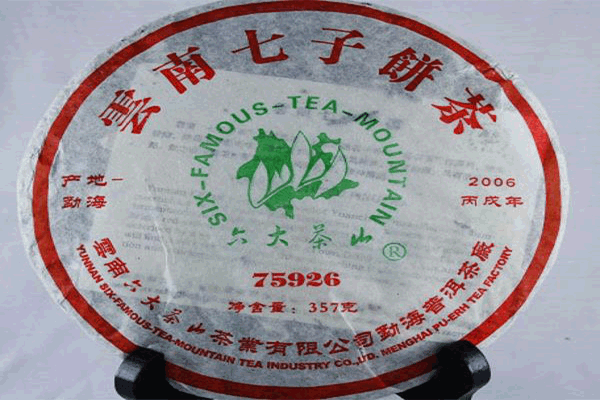 雲南七子餅茶
SIX-FAMOUS-TEA-MOUNTAIN
六大茶山®
产地－
勐海
2006
丙戌年
75926
净含量：357克
雲南六大茶山茶業有限公司勐海普洱茶廠
YUNNAN SIX-FAMOUS-TEA-MOUNTAIN TEA INDUSTRY CO.,UD. MENGHAI PU-ERH TEA FACTORY